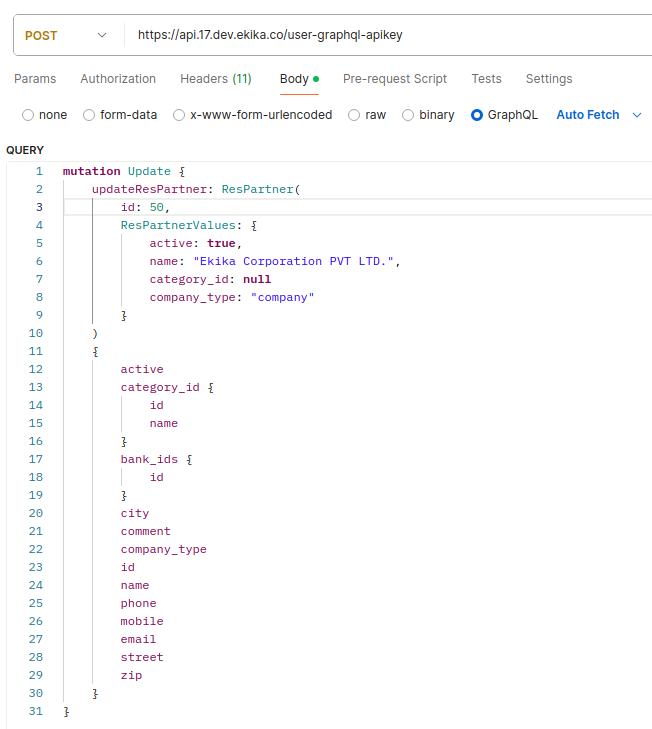 POST https://api.17.dev.ekika.co/user-graphql-apikey
Params Authorization Headers (11) Body Pre-request Script Tests Settings
none form-data x-www-form-urlencoded raw binary GraphQL Auto Fetch
QUERY
1 mutation Update {
2 updateResPartner: ResPartner(
3 id: 50,
4 ResPartnerValues: {
5 active: true,
6 name: "Ekika Corporation PVT LTD.",
7 category_id: null
8 company_type: "company"
9 }
10 )
11 {
12 active
13 category_id {
14 id
15 name
16 }
17 bank_ids {
18 id
19 }
20 city
21 comment
22 company_type
23 id
24 name
25 phone
26 mobile
27 email
28 street
29 zip
30 }
31 }